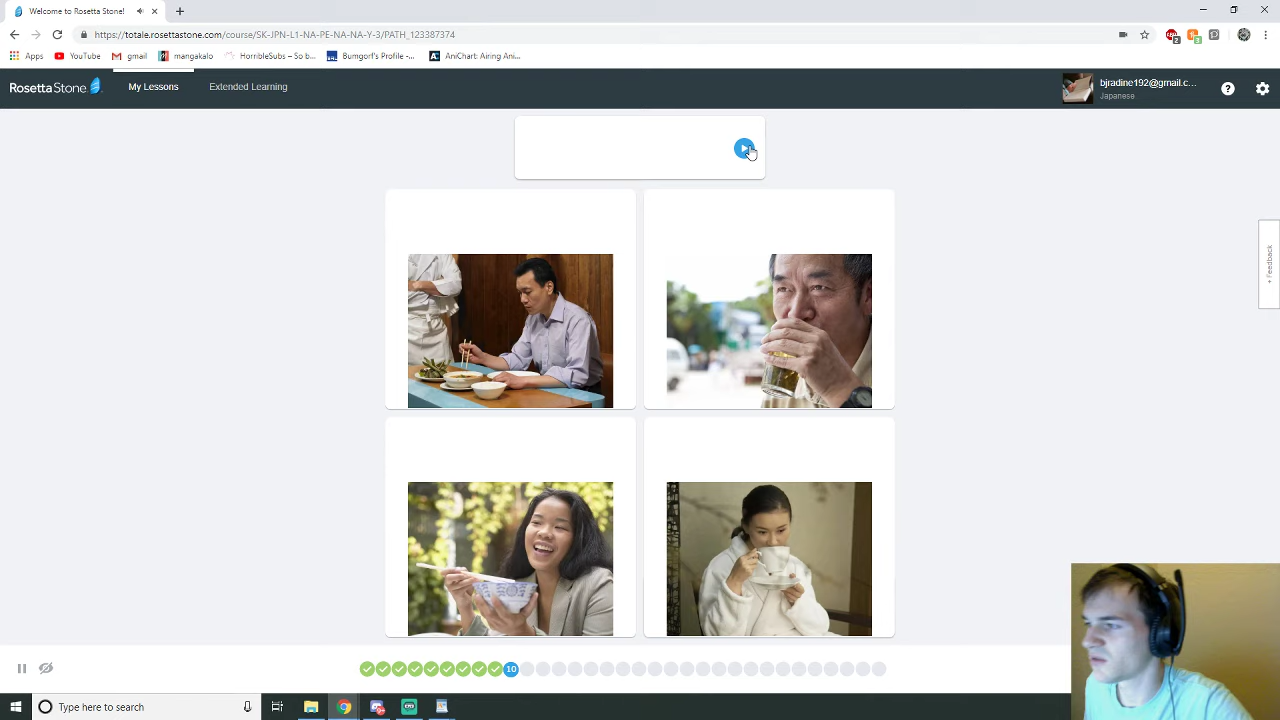 Welcome to Rosetta Stone!
https://totale.rosettastone.com/course/SK-JPN-L1-NA-PE-NA-NA-Y-3/PATH_123387374
Apps YouTube gmail mangakalo HorribleSubs – So b... Bumgorf's Profile -... AniChart: Airing Ani...
RosettaStone My Lessons Extended Learning
bjradine192@gmail.c...
Japanese
+ Feedback
10
Type here to search